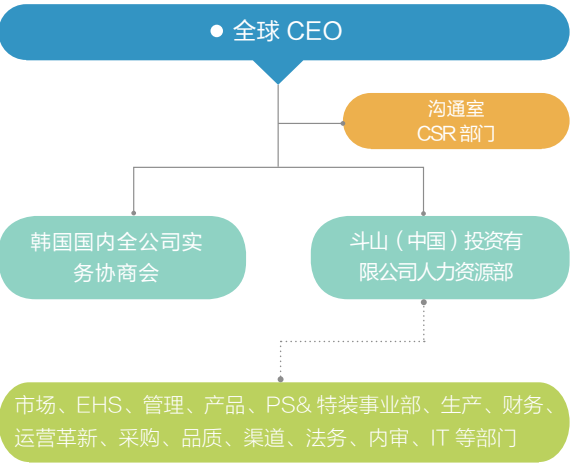 全球 CEO
沟通室
CSR 部门
韩国国内全公司实
务协商会
斗山（中国）投资有
限公司人力资源部
市场、EHS、管理、产品、PS& 特装事业部、生产、财务、
运营革新、采购、品质、渠道、法务、内审、IT 等部门